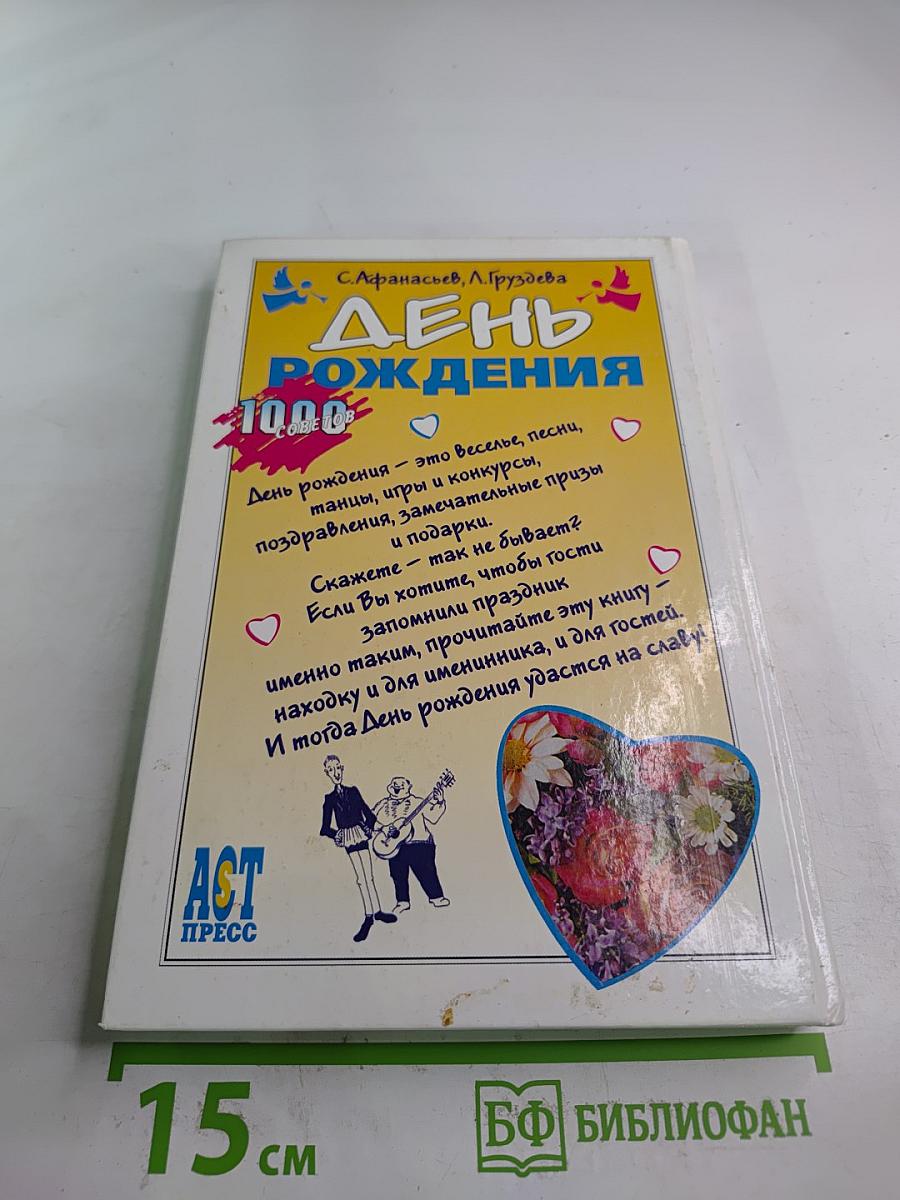 С.Афанасьев, Л.Груздева
ДЕНЬ
РОЖДЕНИЯ
1000
СОВЕТОВ
День рождения – это веселье, песни,
танцы, игры и конкурсы,
поздравления, замечательные призы
и подарки.
Скажете – так не бывает?
Если Вы хотите, чтобы гости
запомнили праздник
именно таким, прочитайте эту книгу –
находку и для именинника, и для гостей.
И тогда День рождения удастся на славу!
АСТ
ПРЕСС
15 см
БФ БИБЛИОФАН